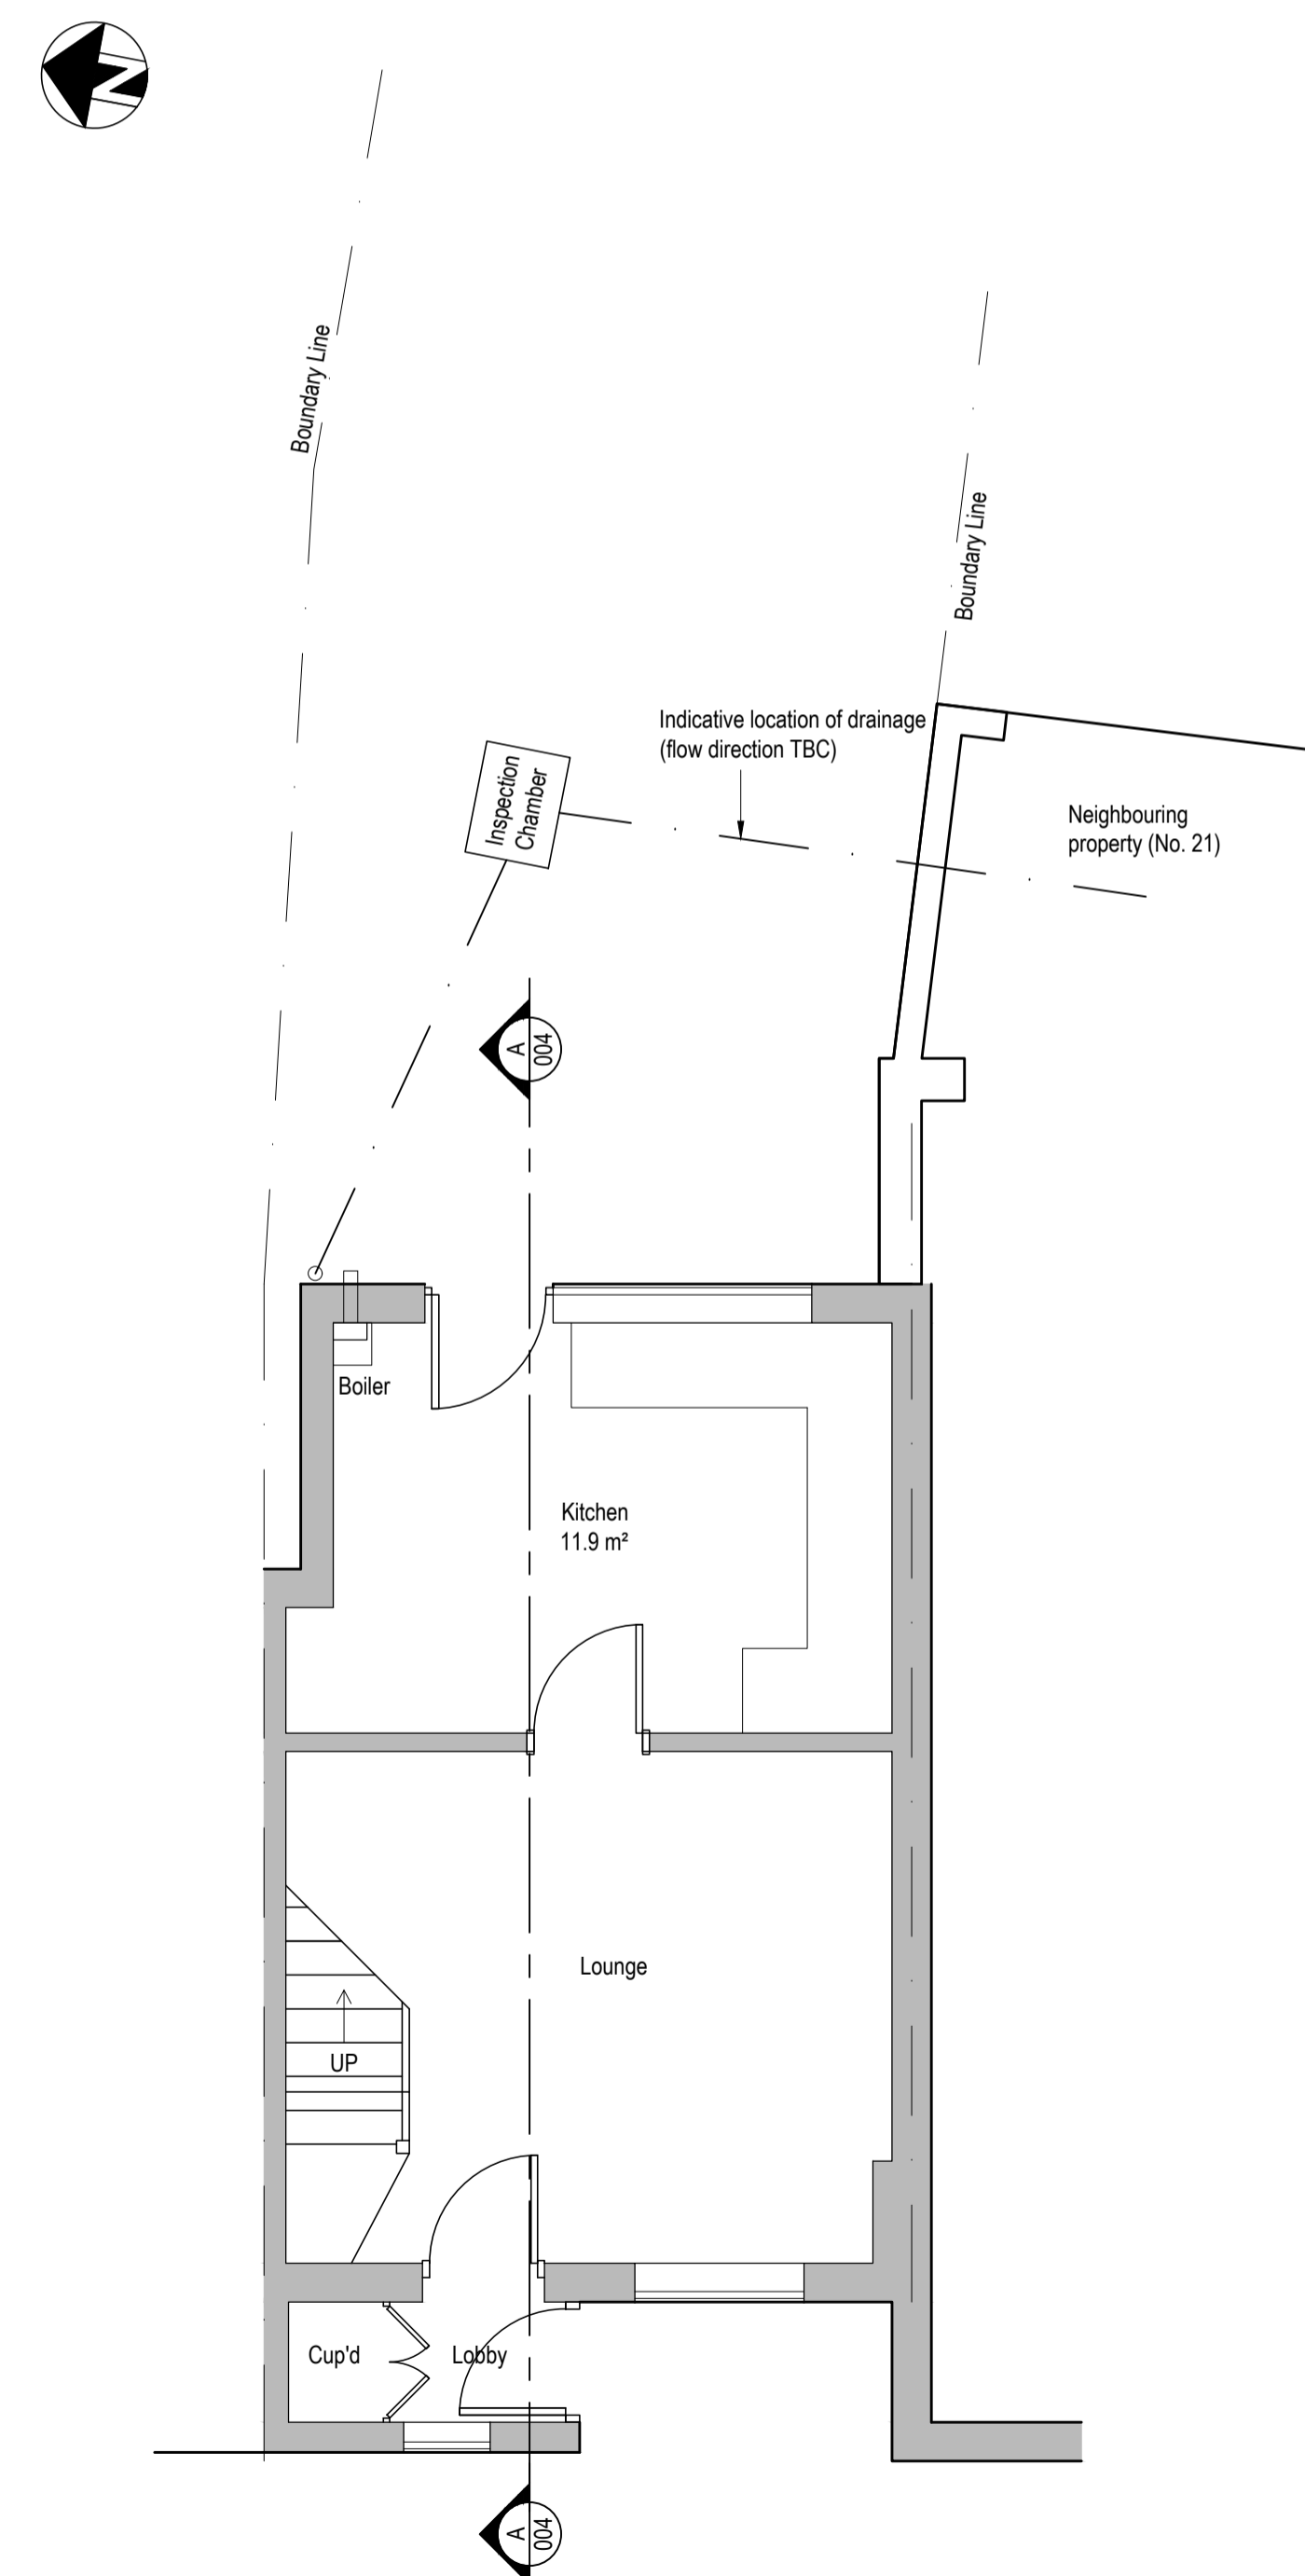 N
Boundary Line
Boundary Line
Indicative location of drainage
(flow direction TBC)
Inspection
Chamber
Neighbouring
property (No. 21)
A
004
Boiler
Kitchen
11.9 m²
Lounge
UP
Cup'd
Lobby
A
004